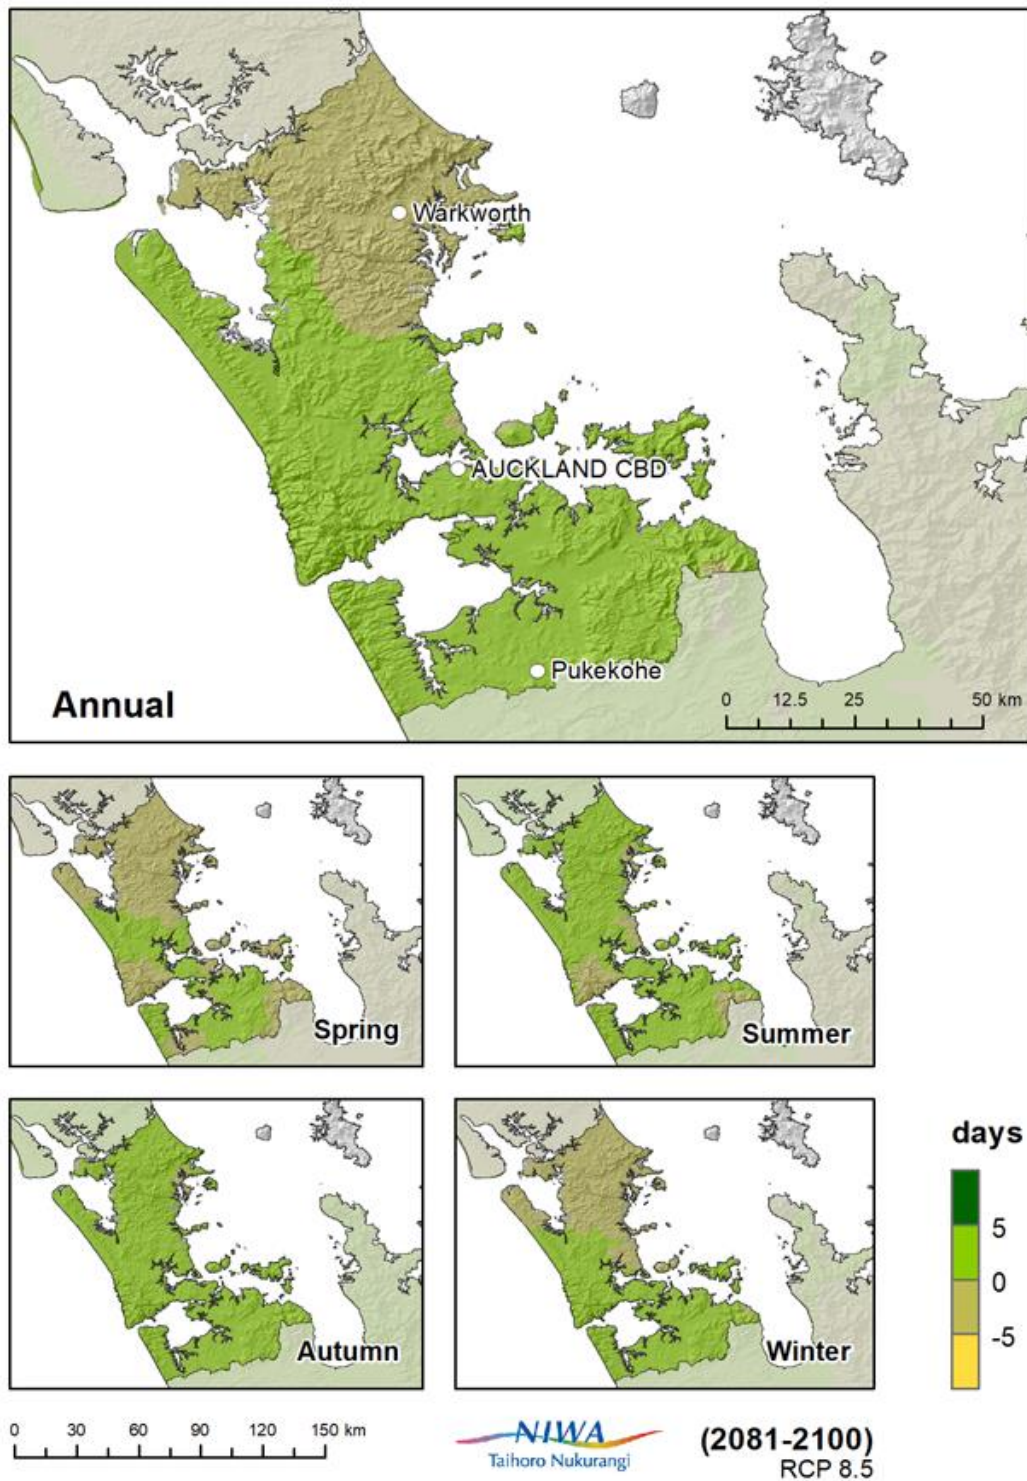 Warkworth
AUCKLAND CBD
Pukekohe
Annual
0 12.5 25 50 km
Spring
Summer
Autumn
Winter
days
5
0
-5
0 30 60 90 120 150 km
NIWA
Taihoro Nukurangi
(2081-2100)
RCP 8.5